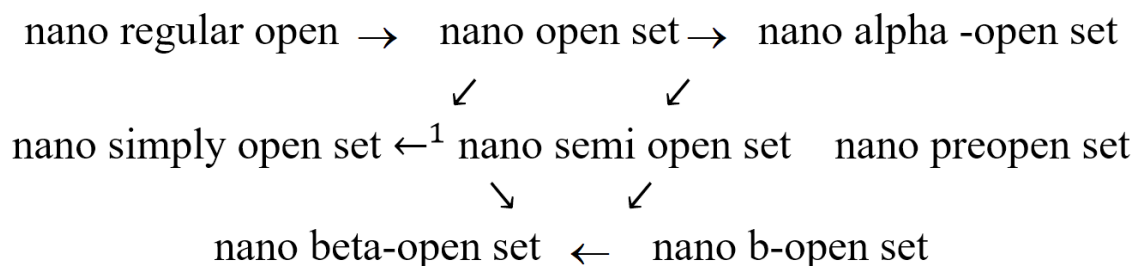 nano regular open → nano open set → nano alpha -open set
↙ ↙
nano simply open set ←¹ nano semi open set nano preopen set
↘ ↙
nano beta-open set ← nano b-open set